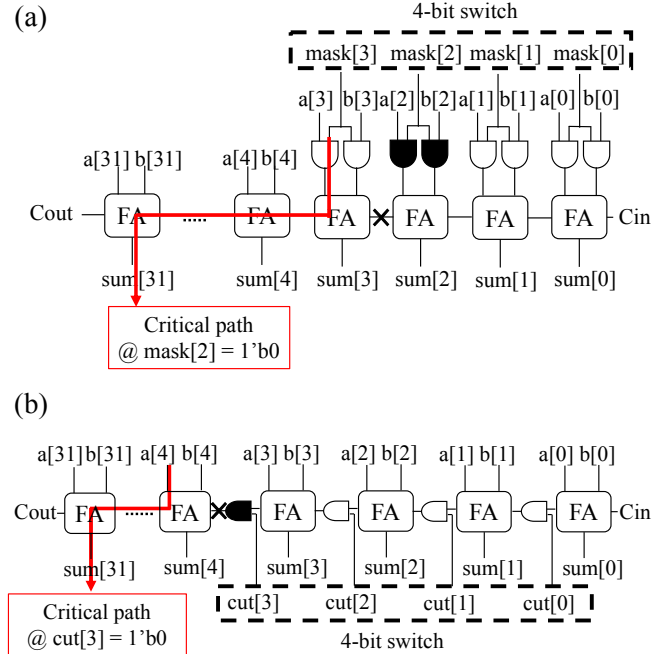 (a)
4-bit switch
mask[3] mask[2] mask[1] mask[0]
a[3] b[3] a[2] b[2] a[1] b[1] a[0] b[0]
a[31] b[31] a[4] b[4]
Cout FA ..... FA FA FA FA FA Cin
sum[31] sum[4] sum[3] sum[2] sum[1] sum[0]
Critical path
@ mask[2] = 1’b0
(b)
a[31] b[31] a[4] b[4] a[3] b[3] a[2] b[2] a[1] b[1] a[0] b[0]
Cout FA ...... FA FA FA FA FA Cin
sum[31] sum[4] sum[3] sum[2] sum[1] sum[0]
cut[3] cut[2] cut[1] cut[0]
Critical path
@ cut[3] = 1’b0
4-bit switch